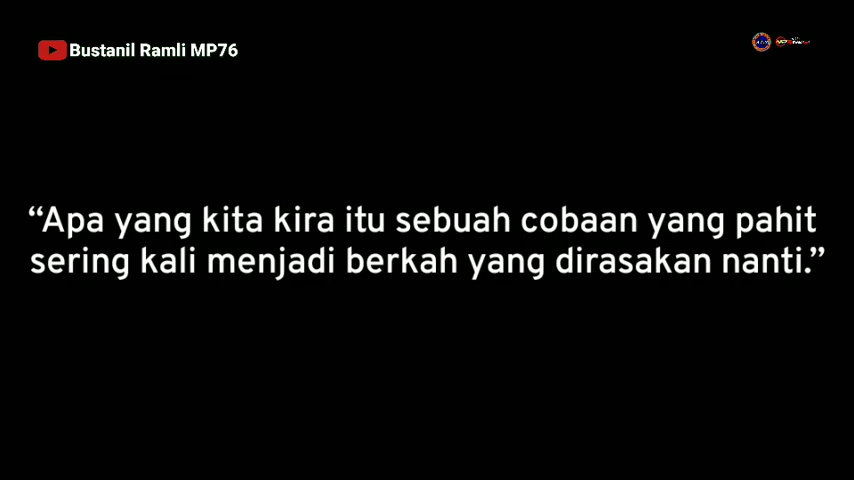 Bustanil Ramli MP76
“Apa yang kita kira itu sebuah cobaan yang pahit
sering kali menjadi berkah yang dirasakan nanti.”